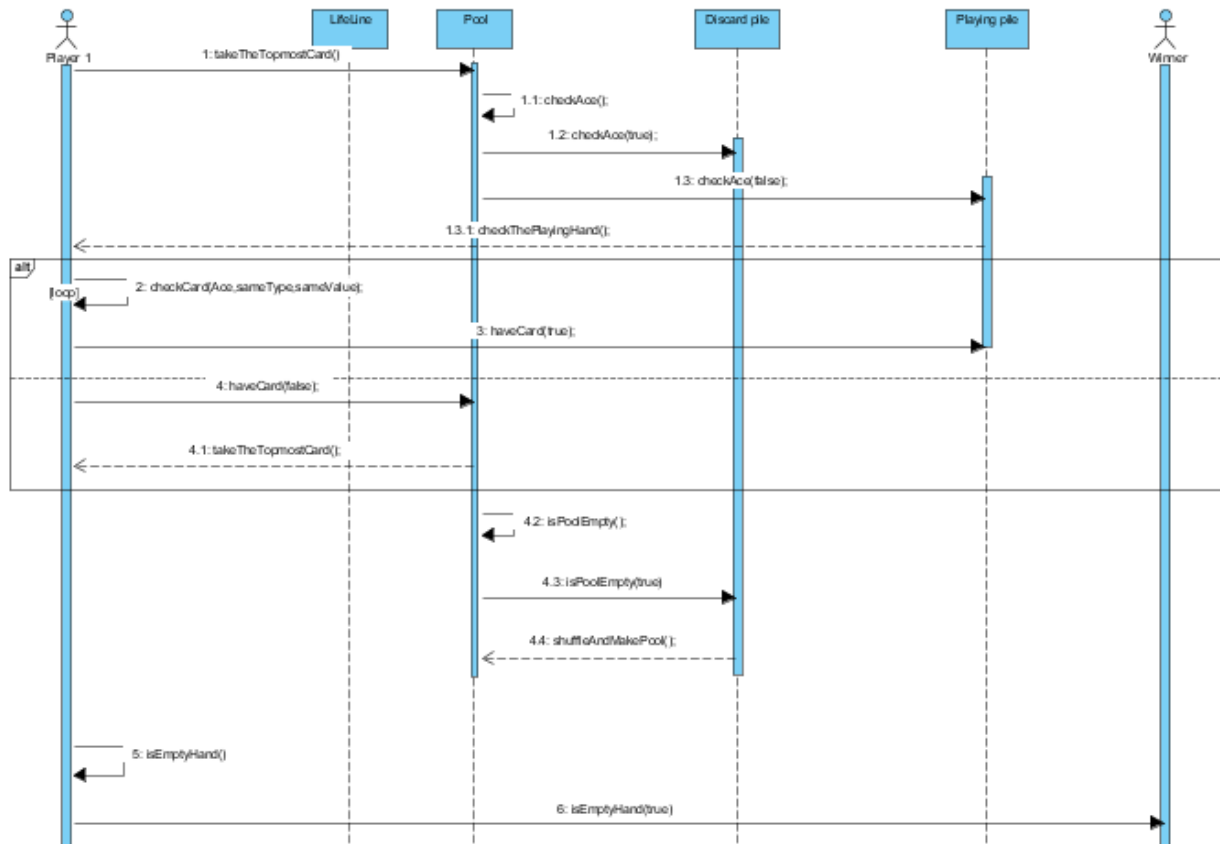 LifeLine
Pool
Discard pile
Playing pile
Player 1
Winner
1: takeTheTopmostCard()
1.1: checkAce();
1.2: checkAce(true);
1.3: checkAce(false);
1.3.1: checkThePlayingHand();
alt
[loop]
2: checkCard(Ace,sameType,sameValue);
3: haveCard(true);
4: haveCard(false);
4.1: takeTheTopmostCard();
4.2: isPoolEmpty();
4.3: isPoolEmpty(true)
4.4: shuffleAndMakePool();
5: isEmptyHand()
6: isEmptyHand(true)